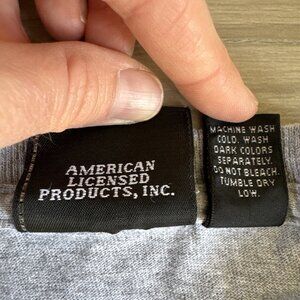 AMERICAN
LICENSED
PRODUCTS, INC.
MACHINE WASH
COLD. WASH
DARK COLORS
SEPARATELY.
DO NOT BLEACH.
TUMBLE DRY
LOW.